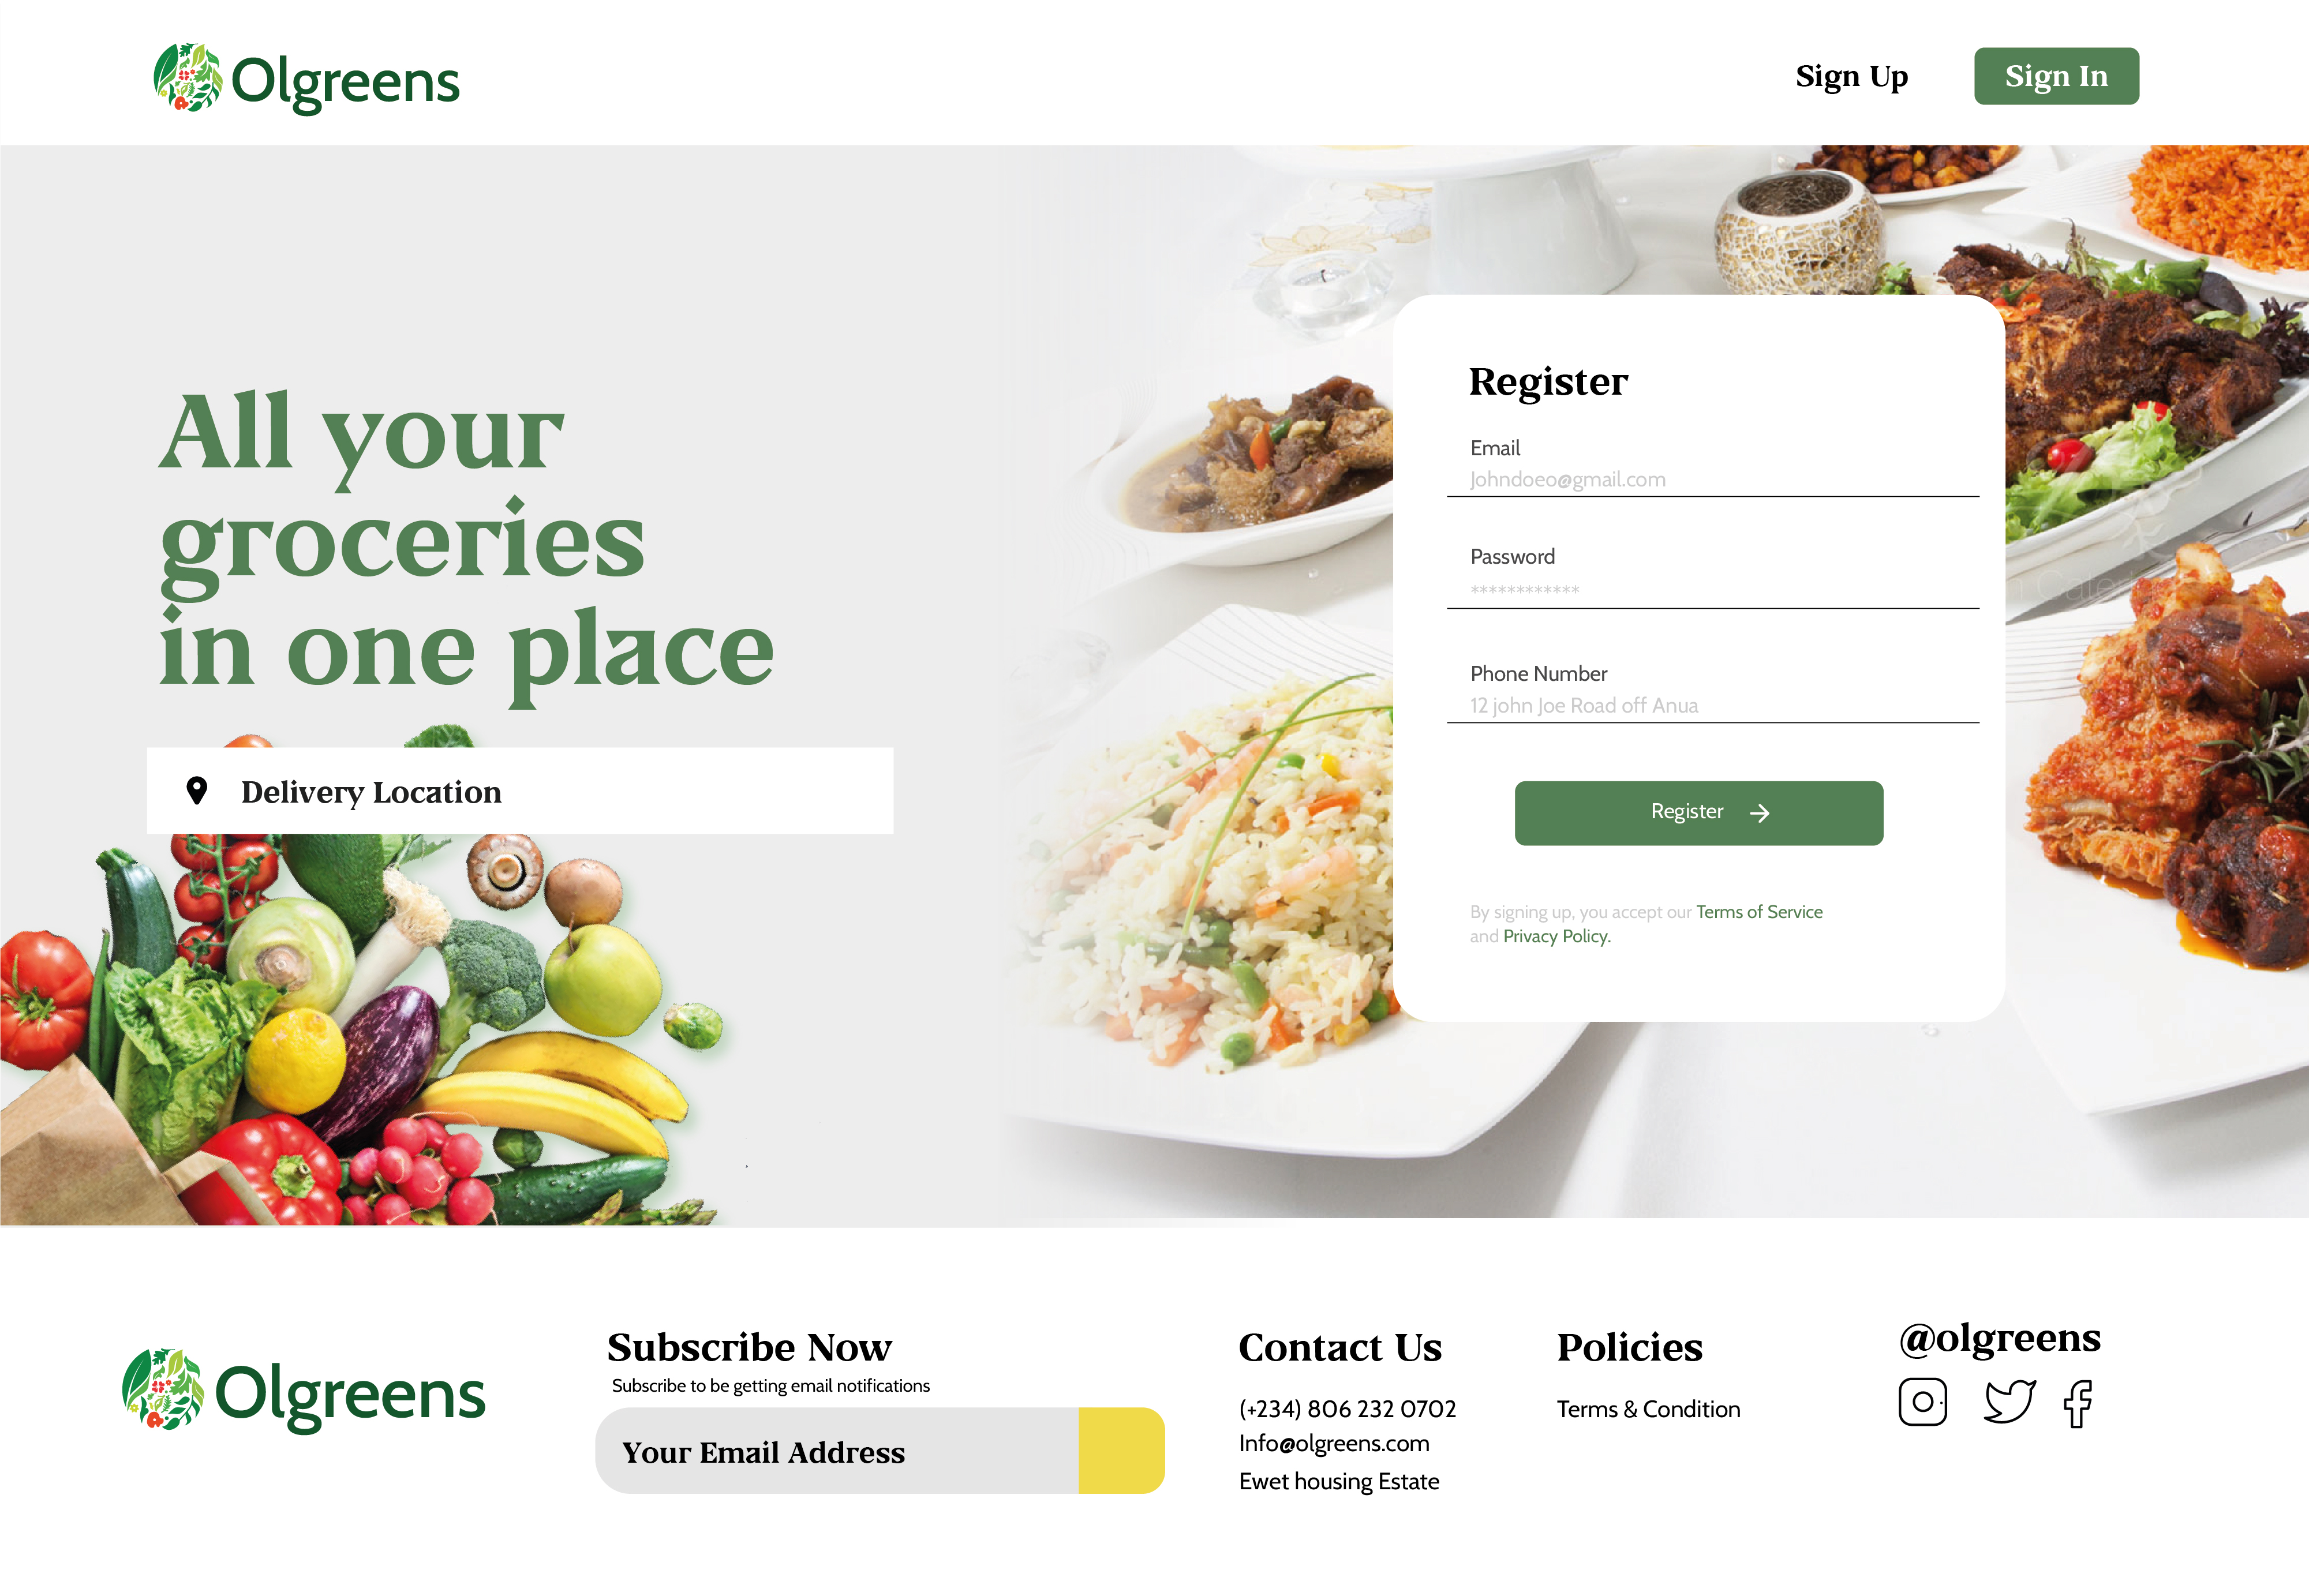 Olgreens
Sign Up
Sign In
All your
groceries
in one place
Delivery Location
Register
Email
Johndoeo@gmail.com
Password
************
Phone Number
12 john Joe Road off Anua
Register
By signing up, you accept our Terms of Service
and Privacy Policy.
Olgreens
Subscribe Now
Subscribe to be getting email notifications
Your Email Address
Contact Us
(+234) 806 232 0702
Info@olgreens.com
Ewet housing Estate
Policies
Terms & Condition
@olgreens